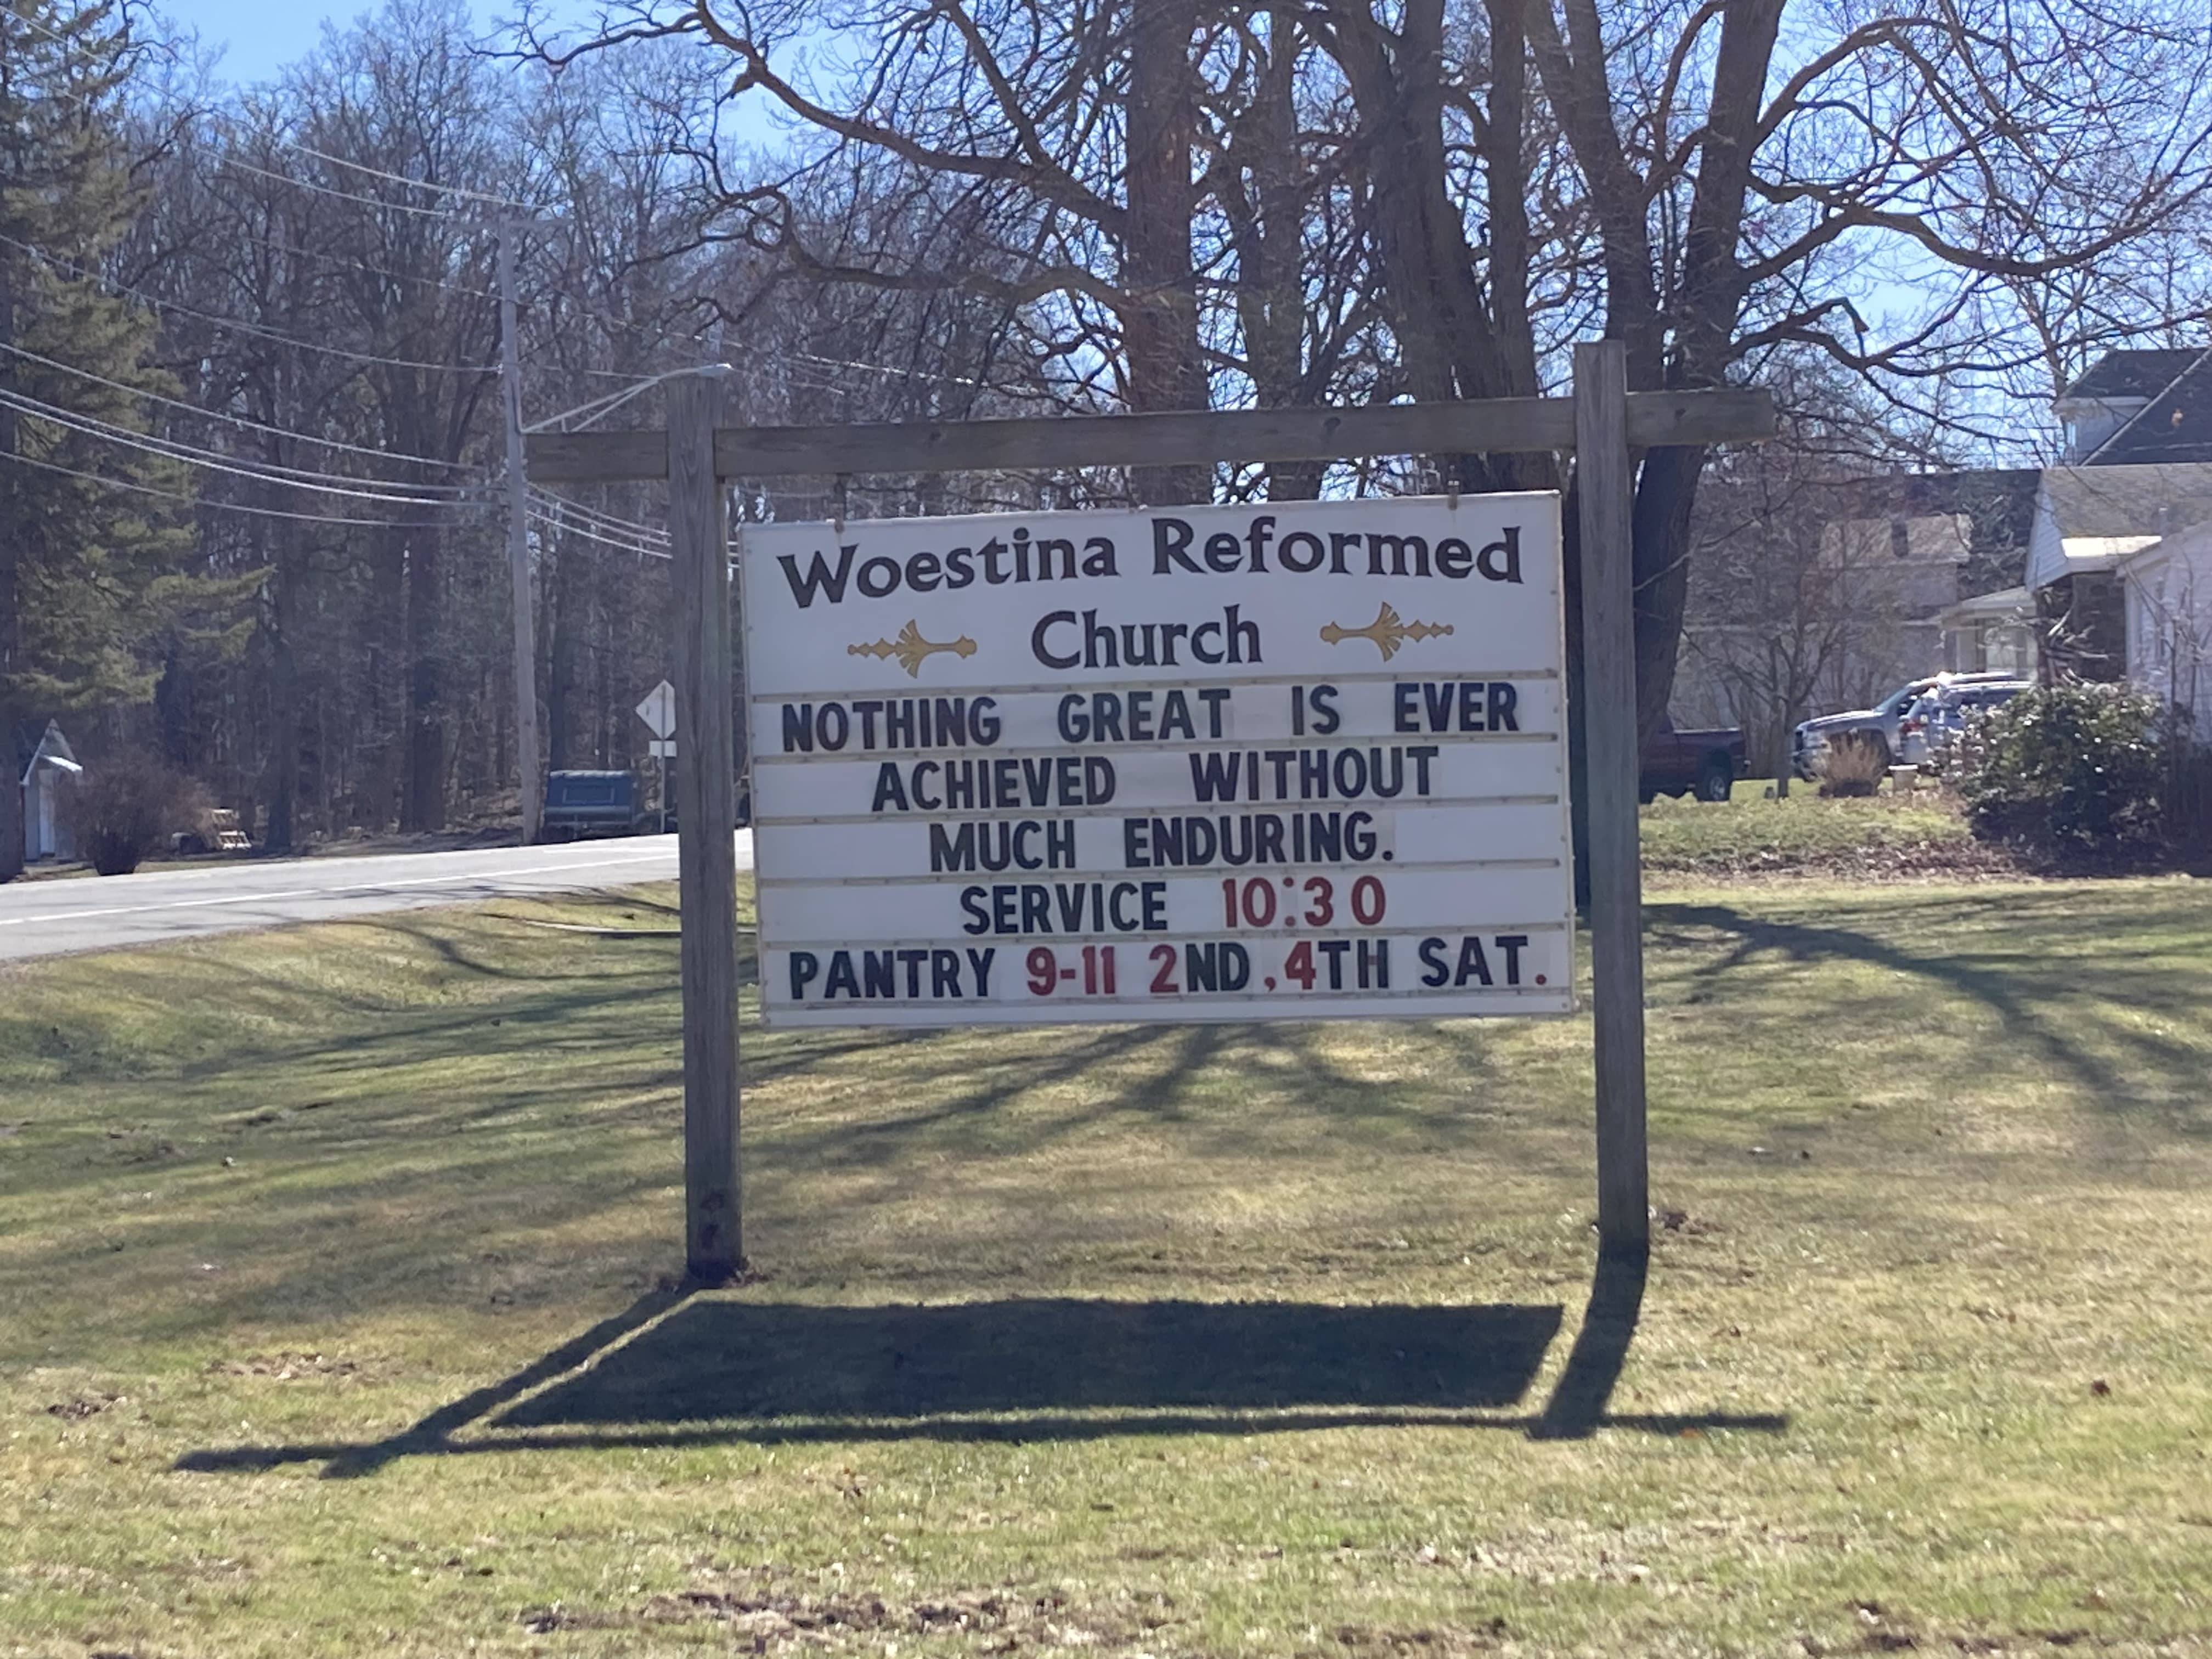 Woestina Reformed
Church
NOTHING GREAT IS EVER
ACHIEVED WITHOUT
MUCH ENDURING.
SERVICE 10:30
PANTRY 9-11 2ND,4TH SAT.